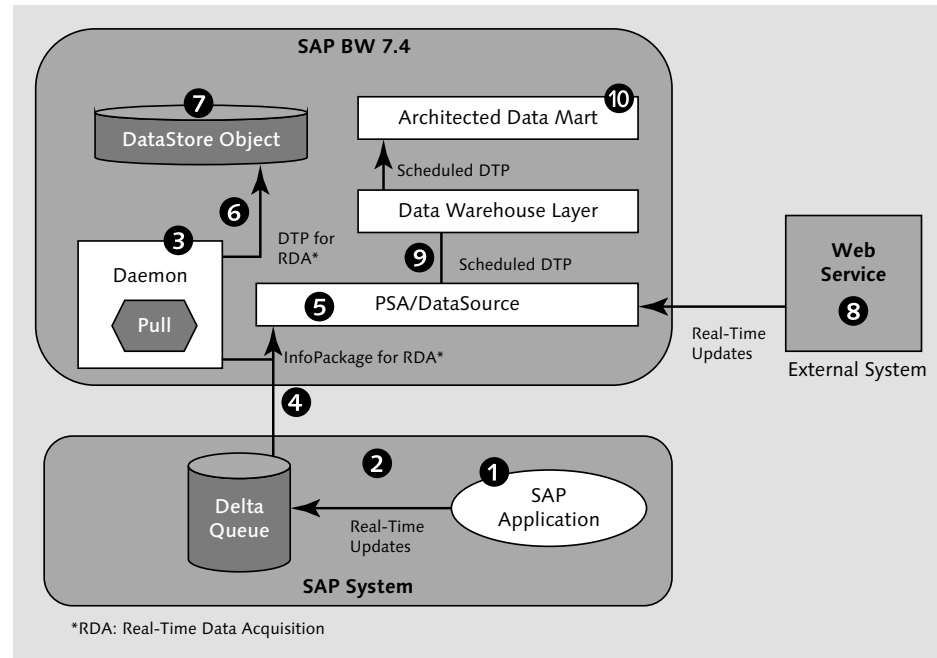 SAP BW 7.4
7
DataStore Object
10
Architected Data Mart
Scheduled DTP
Data Warehouse Layer
6
DTP for
RDA*
9
Scheduled DTP
3
Daemon
Pull
5
PSA/DataSource
InfoPackage for RDA*
Web
Service
8
Real-Time
Updates
External System
4
2
1
SAP
Application
Delta
Queue
Real-Time
Updates
SAP System
*RDA: Real-Time Data Acquisition